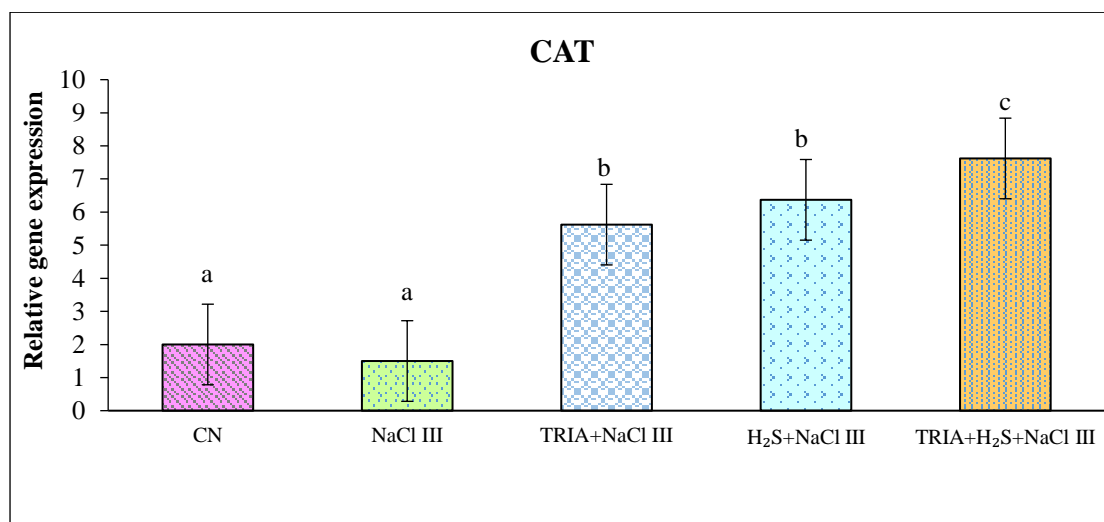 CAT
Relative gene expression
10
9
8
7
6
5
4
3
2
1
0
a
a
b
b
c
CN
NaCl III
TRIA+NaCl III
H₂S+NaCl III
TRIA+H₂S+NaCl III